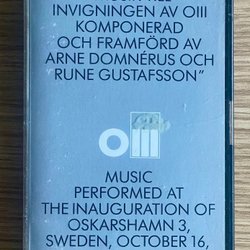 INVIGNINGEN AV OIII
KOMPONERAD
OCH FRAMFÖRD AV
ARNE DOMNÉRUS OCH
RUNE GUSTAFSSON”
oIII
MUSIC
PERFORMED AT
THE INAUGURATION OF
OSKARSHAMN 3,
SWEDEN, OCTOBER 16,